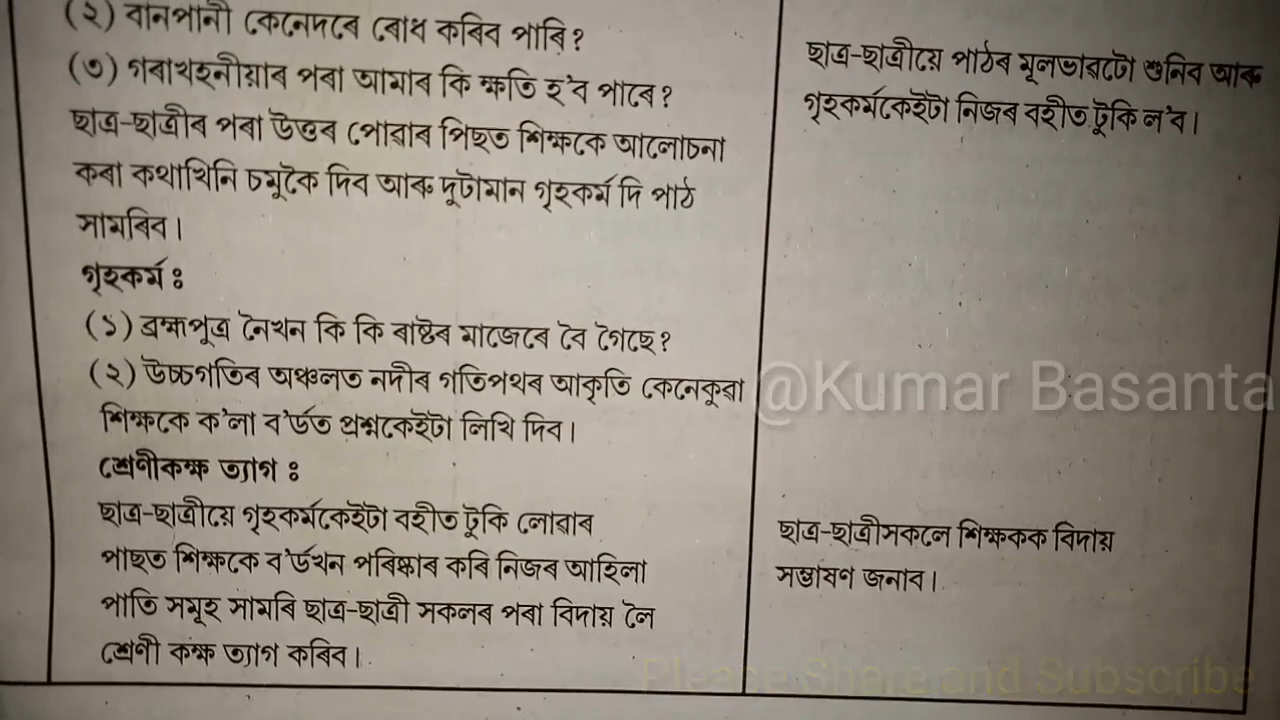 (২) বানপানী কেনেদৰে ৰোধ কৰিব পাৰি?
(৩) গৰাখহনীয়াৰ পৰা আমাৰ কি ক্ষতি হ'ব পাৰে?
ছাত্ৰ-ছাত্ৰীৰ পৰা উত্তৰ পোৱাৰ পিছত শিক্ষকে আলোচনা
কৰা কথাখিনি চমুকৈ দিব আৰু দুটামান গৃহকৰ্ম দি পাঠ
সামৰিব।
গৃহকৰ্ম ঃ
(১) ব্ৰহ্মপুত্ৰ নৈখন কি কি ৰাষ্টৰ মাজেৰে বৈ গৈছে?
(২) উচ্চগতিৰ অঞ্চলত নদীৰ গতিপথৰ আকৃতি কেনেকুৱা
শিক্ষকে ক'লা ব'ৰ্ডত প্ৰশ্নকেইটা লিখি দিব।
শ্ৰেণীকক্ষ ত্যাগ ঃ
ছাত্ৰ-ছাত্ৰীয়ে গৃহকৰ্মকেইটা বহীত টুকি লোৱাৰ
পাছত শিক্ষকে ব'ৰ্ডখন পৰিষ্কাৰ কৰি নিজৰ আহিলা
পাতি সমূহ সামৰি ছাত্ৰ-ছাত্ৰী সকলৰ পৰা বিদায় লৈ
শ্ৰেণী কক্ষ ত্যাগ কৰিব।
ছাত্ৰ-ছাত্ৰীয়ে পাঠৰ মূলভাৱটো শুনিব আৰু
গৃহকৰ্মকেইটা নিজৰ বহীত টুকি ল'ব।
@Kumar Basanta
ছাত্ৰ-ছাত্ৰীসকলে শিক্ষকক বিদায়
সম্ভাষণ জনাব।
Please Share and Subscribe